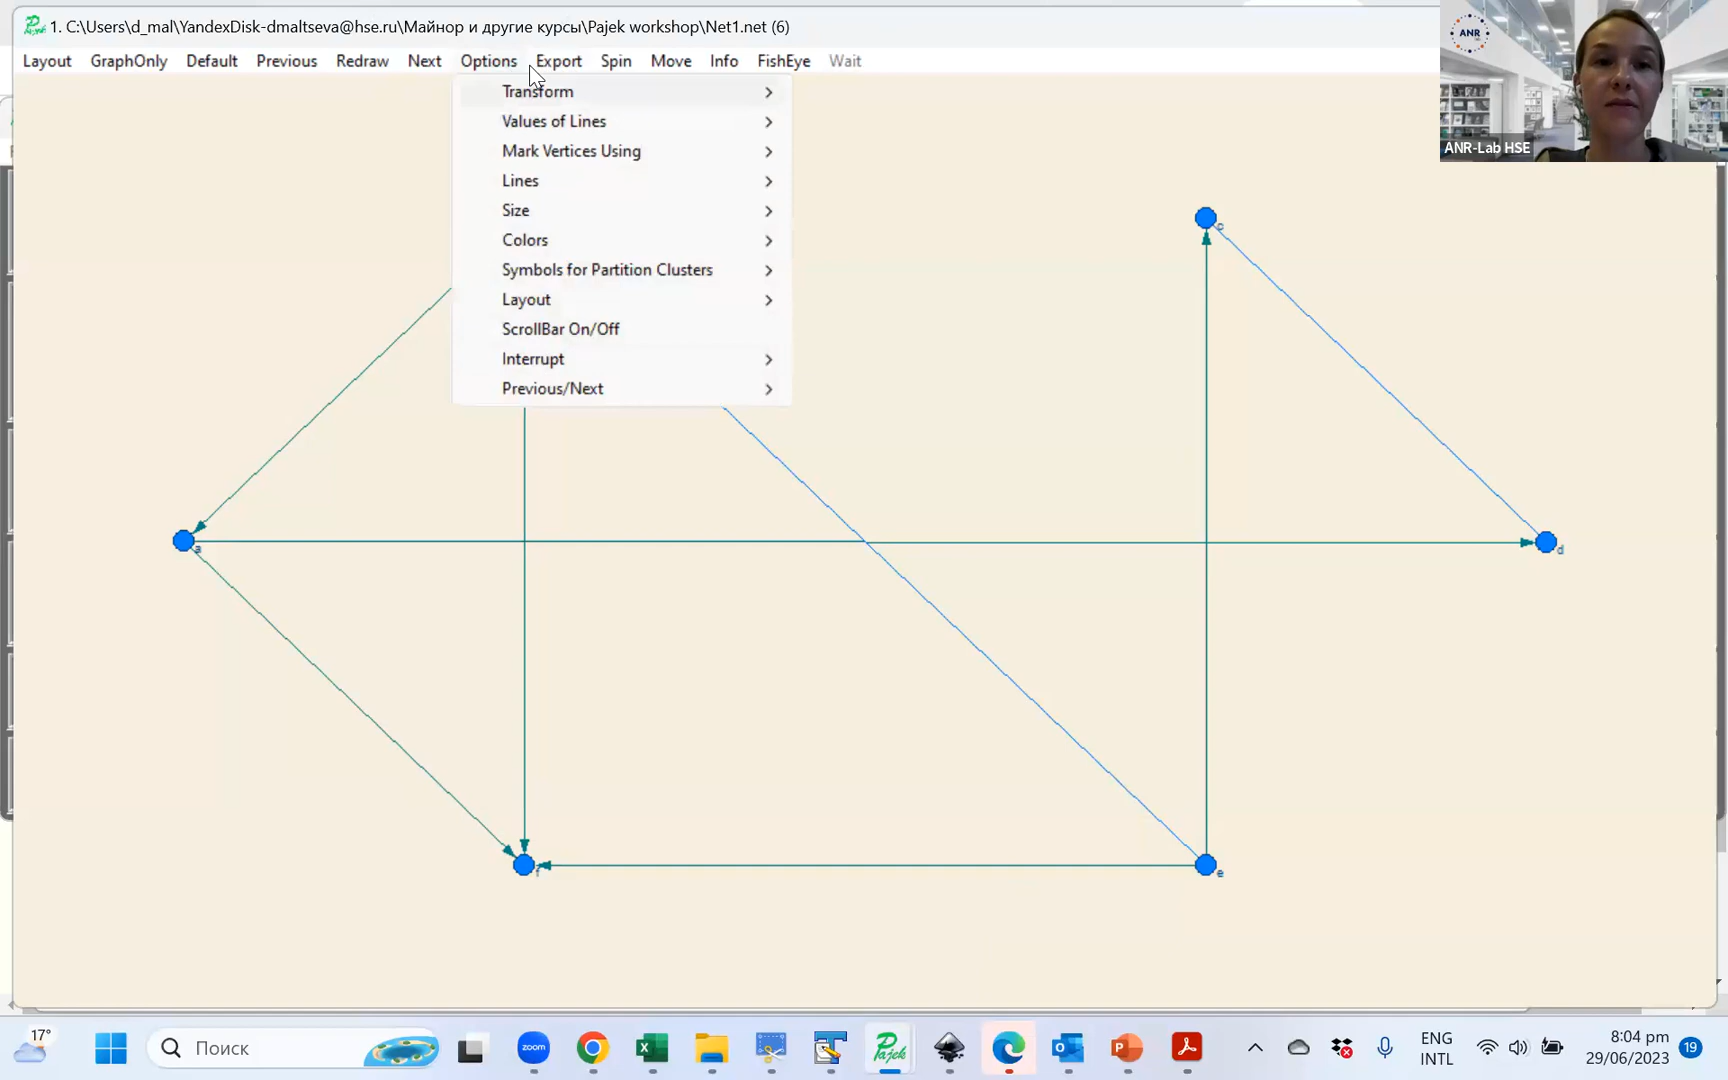 1. C:\Users\d_mal\YandexDisk-dmaltseva@hse.ru\Майнор и другие курсы\Pajek workshop\Net1.net (6)
Layout GraphOnly Default Previous Redraw Next Options Export Spin Move Info FishEye Wait
Transform
Values of Lines
Mark Vertices Using
Lines
Size
Colors
Symbols for Partition Clusters
Layout
ScrollBar On/Off
Interrupt
Previous/Next
ANR
ANR-Lab HSE
c
a
d
f
e
17°
Поиск
zoom
Pajek
ENG
INTL
8:04 pm
29/06/2023
19